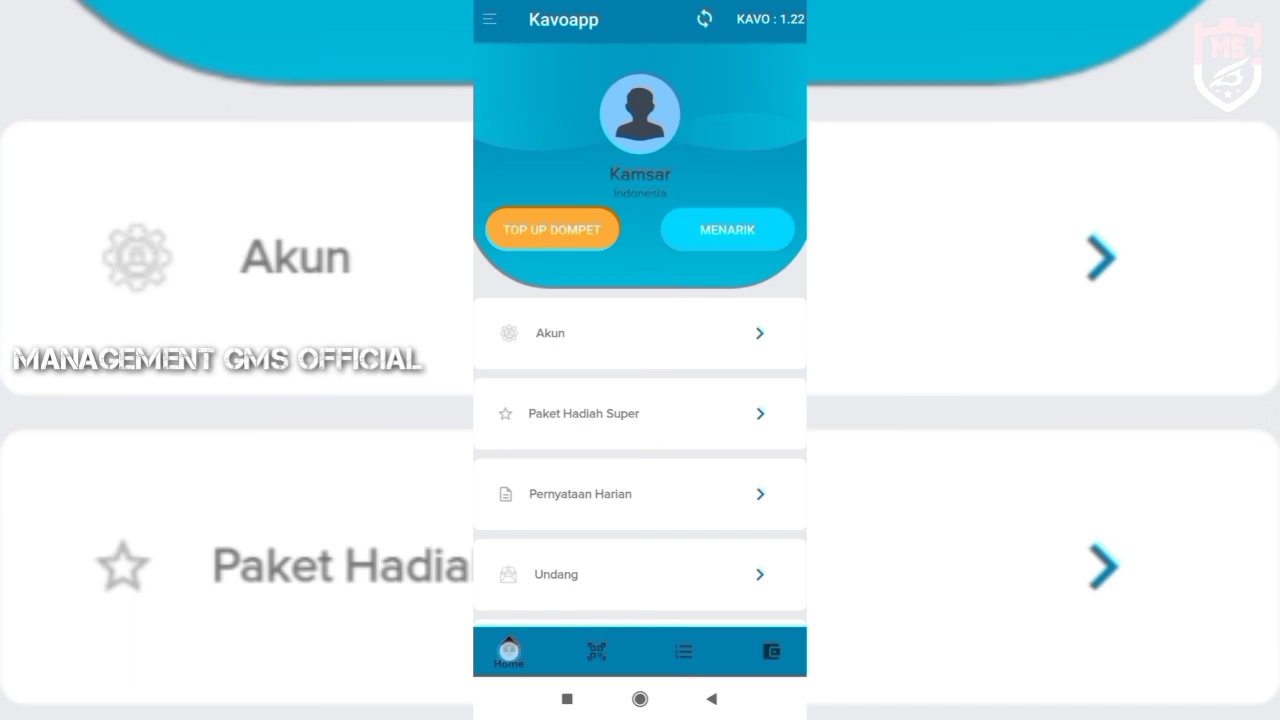 Kavoapp
KAVO : 1.22
MS
Kamsar
Indonesia
TOP UP DOMPET
MENARIK
Akun
Akun
MANAGEMENT GMS OFFICIAL
Paket Hadiah Super
Pernyataan Harian
Paket Hadia
Undang
Home